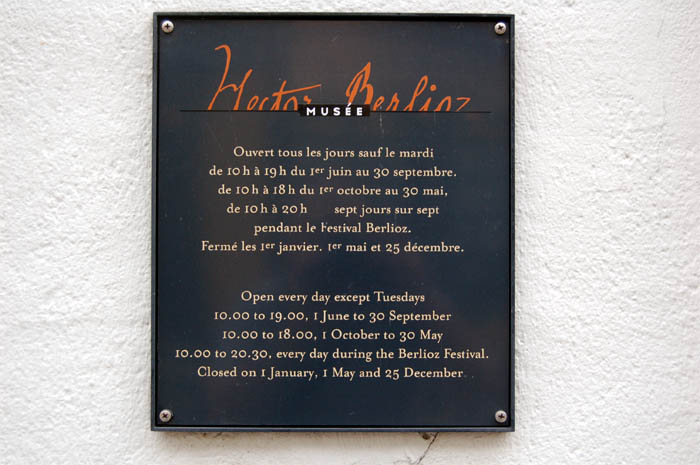 Hector Berlioz
MUSÉE
Ouvert tous les jours sauf le mardi
de 10 h à 19 h du 1er juin au 30 septembre.
de 10 h à 18 h du 1er octobre au 30 mai,
de 10 h à 20 h sept jours sur sept
pendant le Festival Berlioz.
Fermé les 1er janvier. 1er mai et 25 décembre.
Open every day except Tuesdays
10.00 to 19.00, 1 June to 30 September
10.00 to 18.00, 1 October to 30 May
10.00 to 20.30, every day during the Berlioz Festival.
Closed on 1 January, 1 May and 25 December